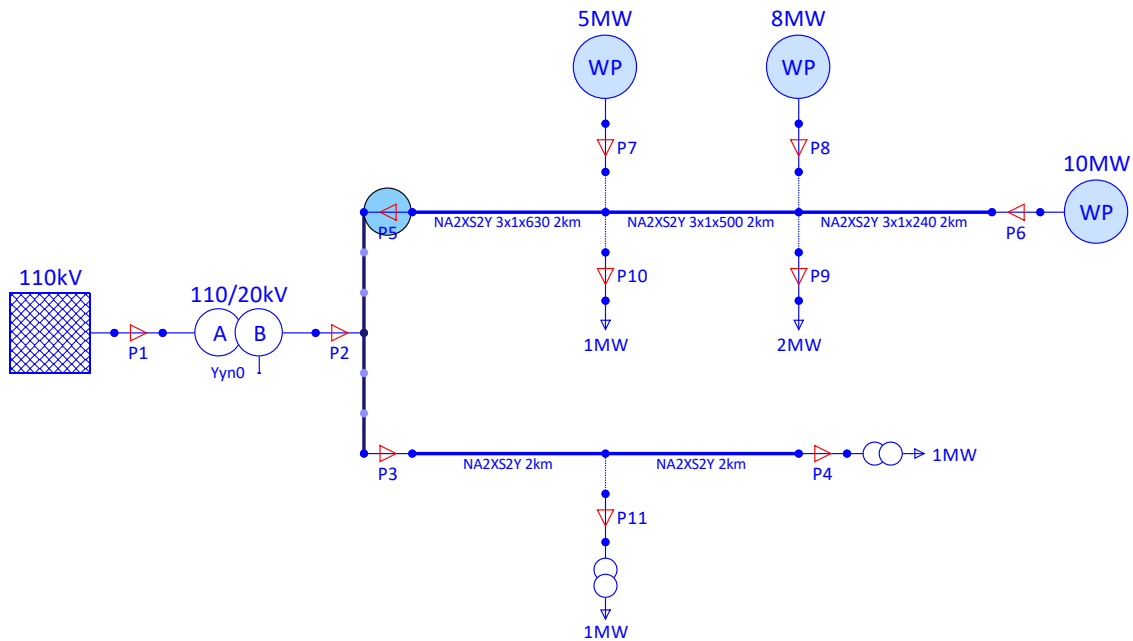 5MW
8MW
WP
WP
P7
P8
10MW
WP
P5
NA2XS2Y 3x1x630 2km
NA2XS2Y 3x1x500 2km
NA2XS2Y 3x1x240 2km
P6
P10
P9
110kV
110/20kV
A
B
P1
P2
Yyn0
1MW
2MW
P3
NA2XS2Y 2km
NA2XS2Y 2km
P4
1MW
P11
1MW